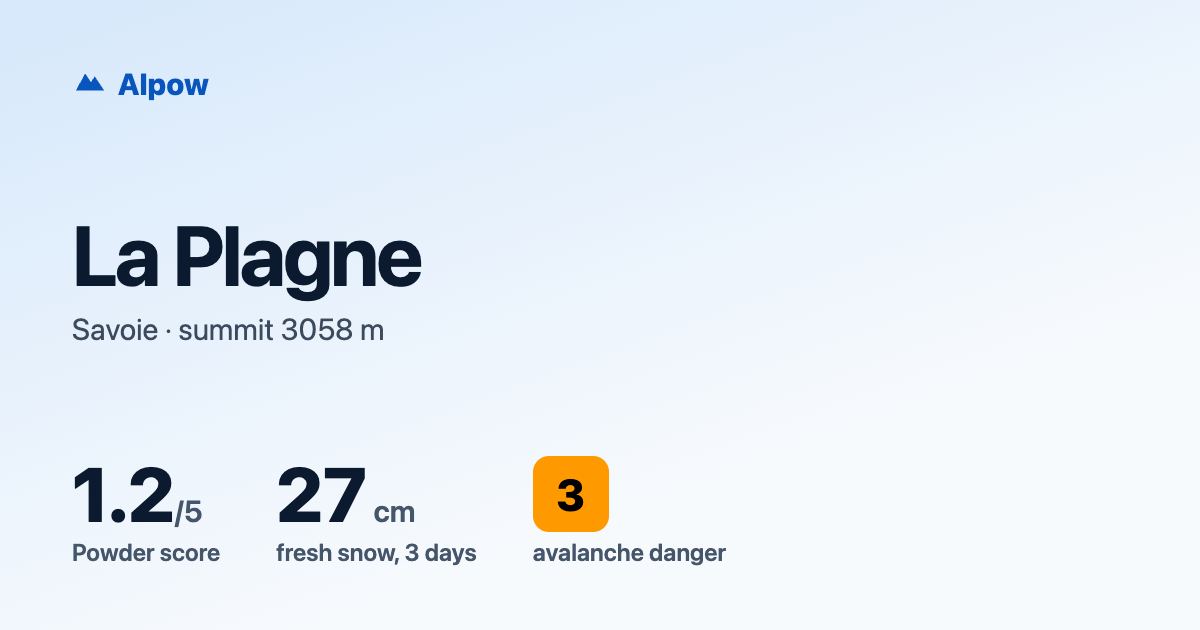 Alpow
La Plagne
Savoie · summit 3058 m
1.2/5
Powder score
27 cm
fresh snow, 3 days
3
avalanche danger